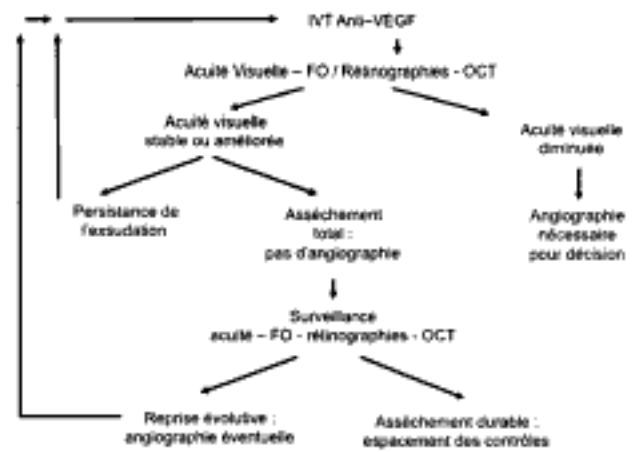 IVT Anti-VEGF
Acuité Visuelle – FO / Rétinographies - OCT
Acuité visuelle
stable ou améliorée
Acuité visuelle
diminuée
Persistance de
l'exsudation
Assèchement
total :
pas d'angiographie
Angiographie
nécessaire
pour décision
Surveillance
acuité – FO - rétinographies - OCT
Reprise évolutive :
angiographie éventuelle
Assèchement durable :
espacement des contrôles